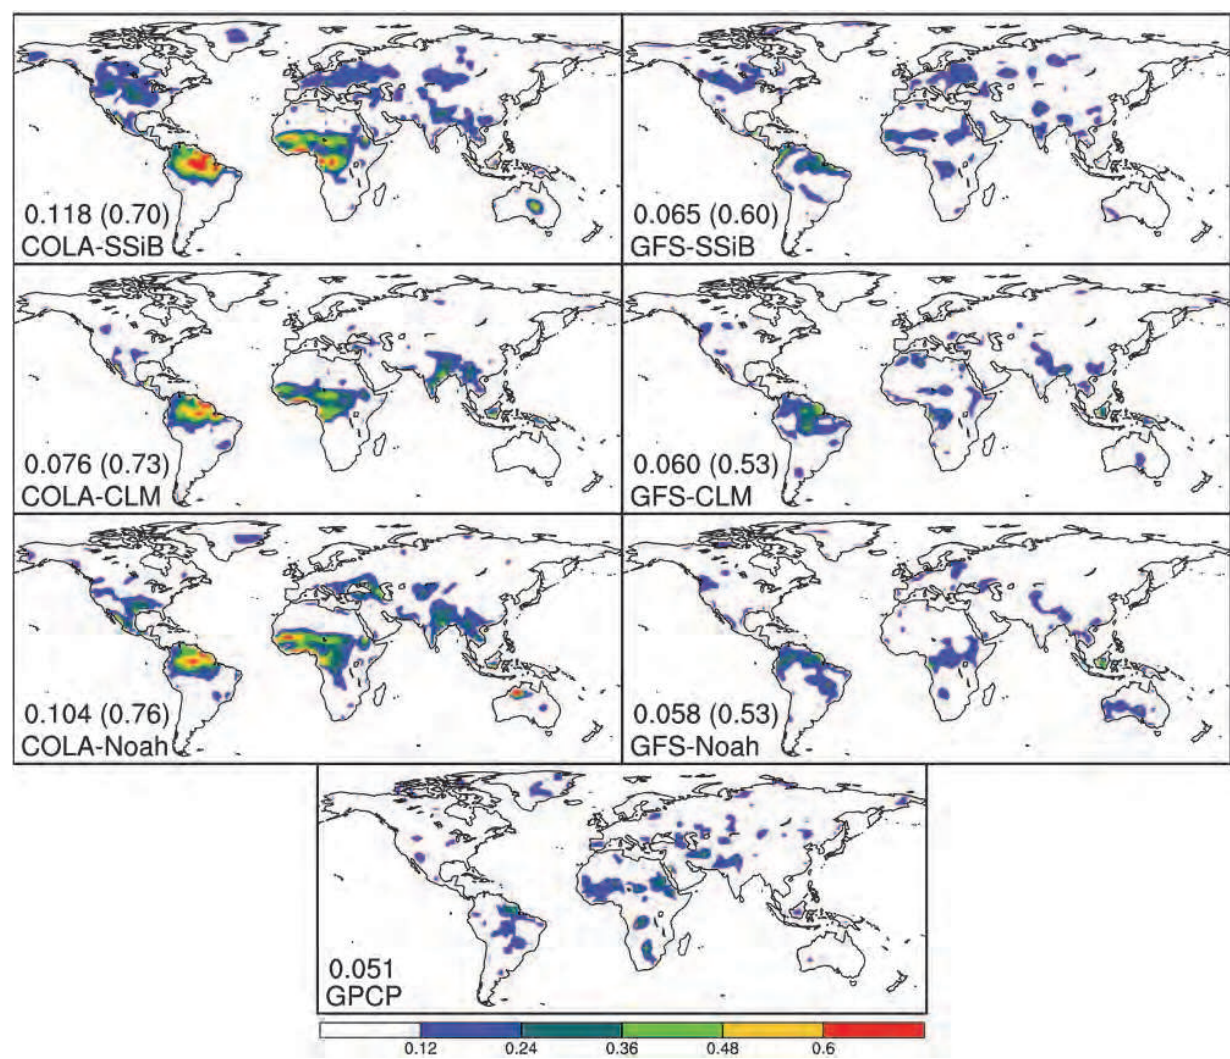 0.118 (0.70)
COLA-SSiB
0.065 (0.60)
GFS-SSiB
0.076 (0.73)
COLA-CLM
0.060 (0.53)
GFS-CLM
0.104 (0.76)
COLA-Noah
0.058 (0.53)
GFS-Noah
0.051
GPCP
0.12 0.24 0.36 0.48 0.6